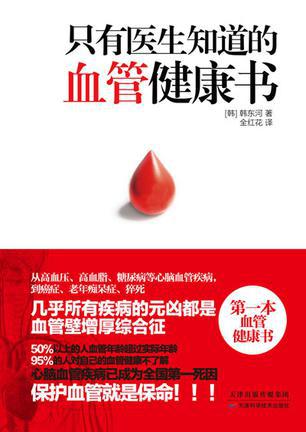 只有医生知道的
血管健康书
[韩] 韩东河 著
全红花 译
从高血压、高血脂、糖尿病等心脑血管疾病，
到癌症、老年痴呆症、猝死
几乎所有疾病的元凶都是
血管壁增厚综合征
50%以上的人血管年龄超过实际年龄
95%的人对自己的血管健康不了解
心脑血管疾病已成为全国第一死因
保护血管就是保命！！！
第一本
血管
健康书
天津出版传媒集团
天津科学技术出版社